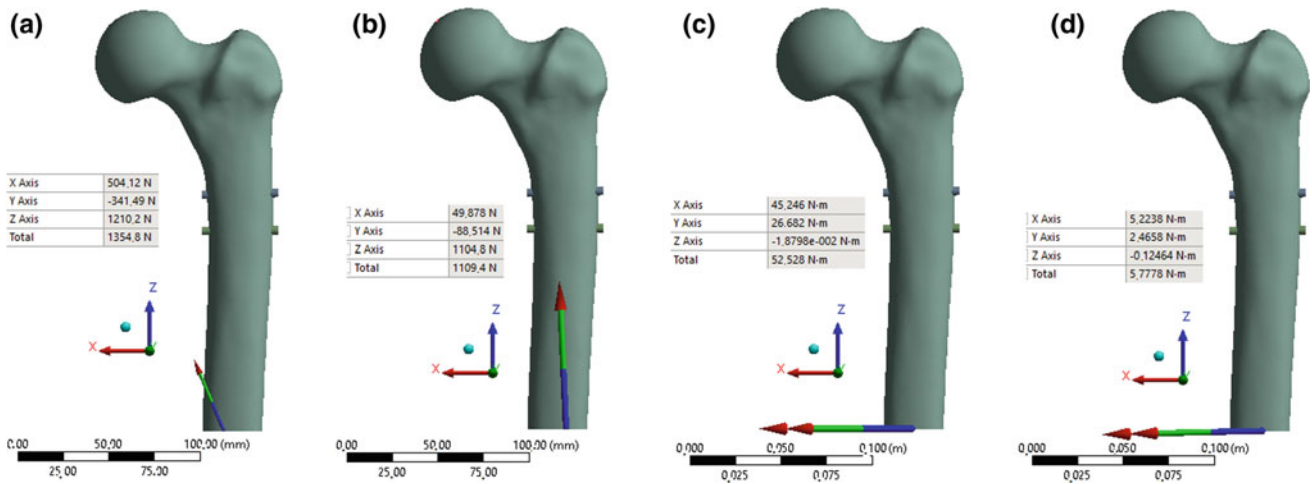 (a)
X Axis 504,12 N
Y Axis -341,49 N
Z Axis 1210,2 N
Total 1354,8 N
Z
X
0,00 50,00 100,00 (mm)
25,00 75,00
(b)
X Axis 49,878 N
Y Axis -88,514 N
Z Axis 1104,8 N
Total 1109,4 N
Z
X
0,00 50,00 100,00 (mm)
25,00 75,00
(c)
X Axis 45,246 N·m
Y Axis 26,682 N·m
Z Axis -1,8798e-002 N·m
Total 52,528 N·m
Z
X
0,000 0,050 0,100 (m)
0,025 0,075
(d)
X Axis 5,2238 N·m
Y Axis 2,4658 N·m
Z Axis -0,12464 N·m
Total 5,7778 N·m
Z
X
0,000 0,050 0,100 (m)
0,025 0,075